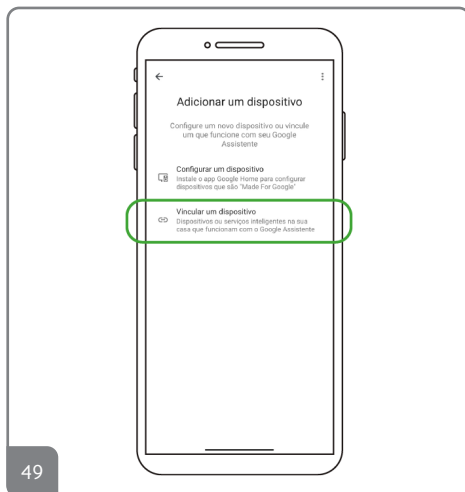 Adicionar um dispositivo
Configure um novo dispositivo ou vincule
um que funcione com seu Google
Assistente
Configurar um dispositivo
Instale o app Google Home para configurar
dispositivos que são "Made For Google"
Vincular um dispositivo
Dispositivos ou serviços inteligentes na sua
casa que funcionam com o Google Assistente
49